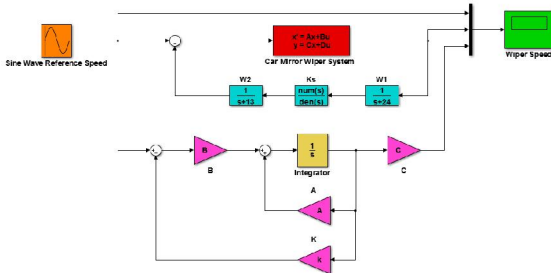 x' = Ax+Bu
y = Cx+Du
Sine Wave Reference Speed
Car Mirror Wiper System
Wiper Speed
W2
Ks
W1
1
s+13
num(s)
den(s)
1
s+24
B
B
1
s
Integrator
C
C
A
A
K
k